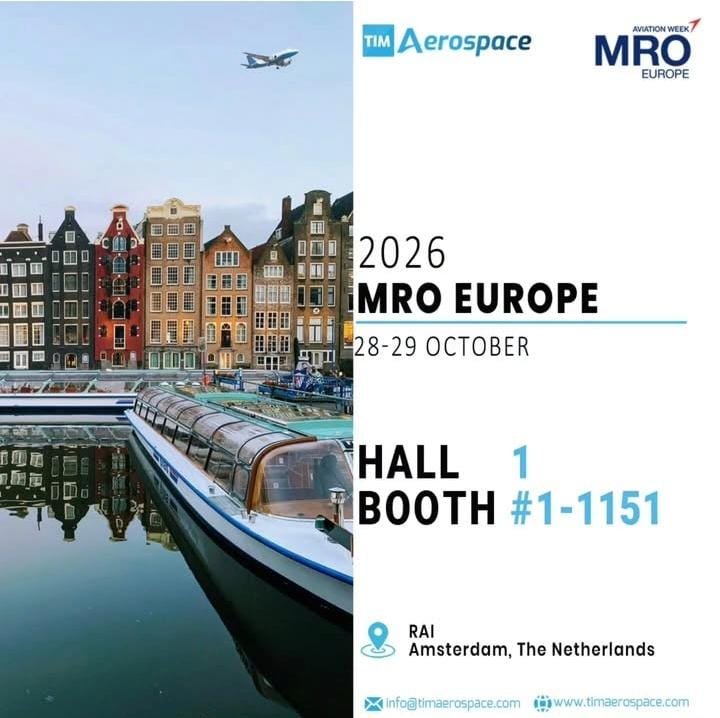 TIM Aerospace
AVIATION WEEK
MRO
EUROPE
2026
MRO EUROPE
28-29 OCTOBER
HALL 1
BOOTH #1-1151
RAI
Amsterdam, The Netherlands
info@timaerospace.com www.timaerospace.com